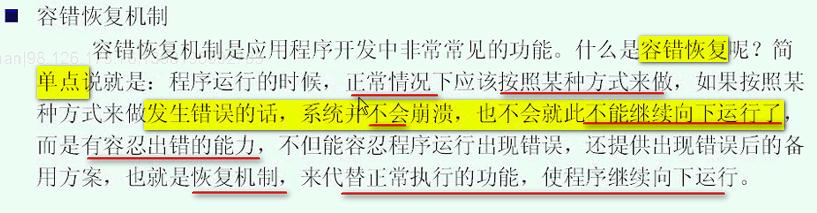 容错恢复机制
容错恢复机制是应用程序开发中非常常见的功能。什么是容错恢复呢？简
单点说就是：程序运行的时候，正常情况下应该按照某种方式来做，如果按照某
种方式来做发生错误的话，系统并不会崩溃，也不会就此不能继续向下运行了，
而是有容忍出错的能力，不但能容忍程序运行出现错误，还提供出现错误后的备
用方案，也就是恢复机制，来代替正常执行的功能，使程序继续向下运行。